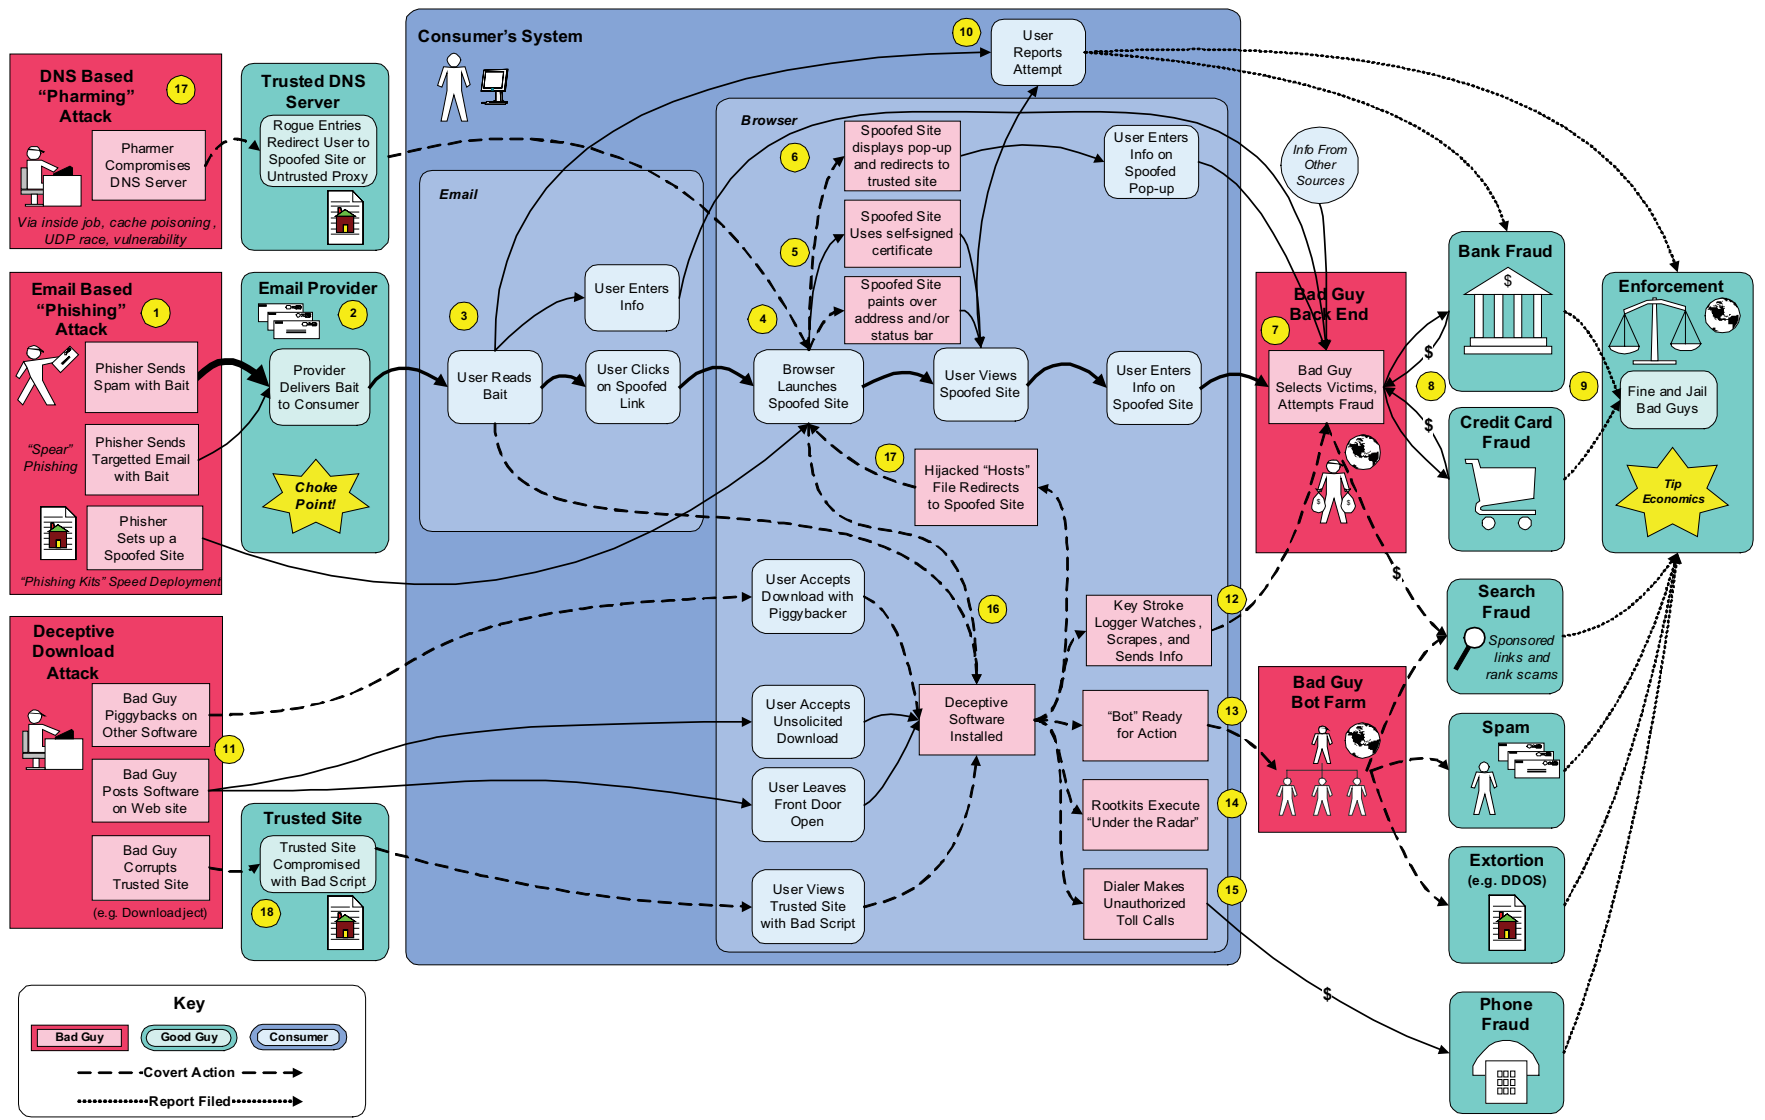 Consumer's System
10
User
Reports
Attempt
DNS Based
"Pharming"
Attack
17
Pharmer
Compromises
DNS Server
Via inside job, cache poisoning,
UDP race, vulnerability
Trusted DNS
Server
Rogue Entries
Redirect User to
Spoofed Site or
Untrusted Proxy
Browser
6
Spoofed Site
displays pop-up
and redirects to
trusted site
User Enters
Info on
Spoofed
Pop-up
Info From
Other
Sources
Email
5
Spoofed Site
Uses self-signed
certificate
4
Spoofed Site
paints over
address and/or
status bar
Email Based
"Phishing"
Attack
1
Phisher Sends
Spam with Bait
"Spear"
Phishing
Phisher Sends
Targetted Email
with Bait
Phisher
Sets up a
Spoofed Site
"Phishing Kits" Speed Deployment
Email Provider
2
Provider
Delivers Bait
to Consumer
Choke
Point!
3
User Enters
Info
User Reads
Bait
User Clicks
on Spoofed
Link
Browser
Launches
Spoofed Site
User Views
Spoofed Site
User Enters
Info on
Spoofed Site
Bad Guy
Back End
7
Bad Guy
Selects Victims,
Attempts Fraud
$
$
Bank Fraud
$
$
8
9
$
Credit Card
Fraud
Enforcement
Fine and Jail
Bad Guys
Tip
Economics
17
Hijacked "Hosts"
File Redirects
to Spoofed Site
$
Search
Fraud
Sponsored
links and
rank scams
Deceptive
Download
Attack
Bad Guy
Piggybacks on
Other Software
11
Bad Guy
Posts Software
on Web site
Bad Guy
Corrupts
Trusted Site
(e.g. Downloadject)
Trusted Site
Trusted Site
Compromised
with Bad Script
18
User Accepts
Download with
Piggybacker
User Accepts
Unsolicited
Download
User Leaves
Front Door
Open
User Views
Trusted Site
with Bad Script
16
Deceptive
Software
Installed
12
Key Stroke
Logger Watches,
Scrapes, and
Sends Info
13
"Bot" Ready
for Action
14
Rootkits Execute
"Under the Radar"
15
Dialer Makes
Unauthorized
Toll Calls
Bad Guy
Bot Farm
Spam
Extortion
(e.g. DDOS)
$
Phone
Fraud
Key
Bad Guy
Good Guy
Consumer
Covert Action
Report Filed